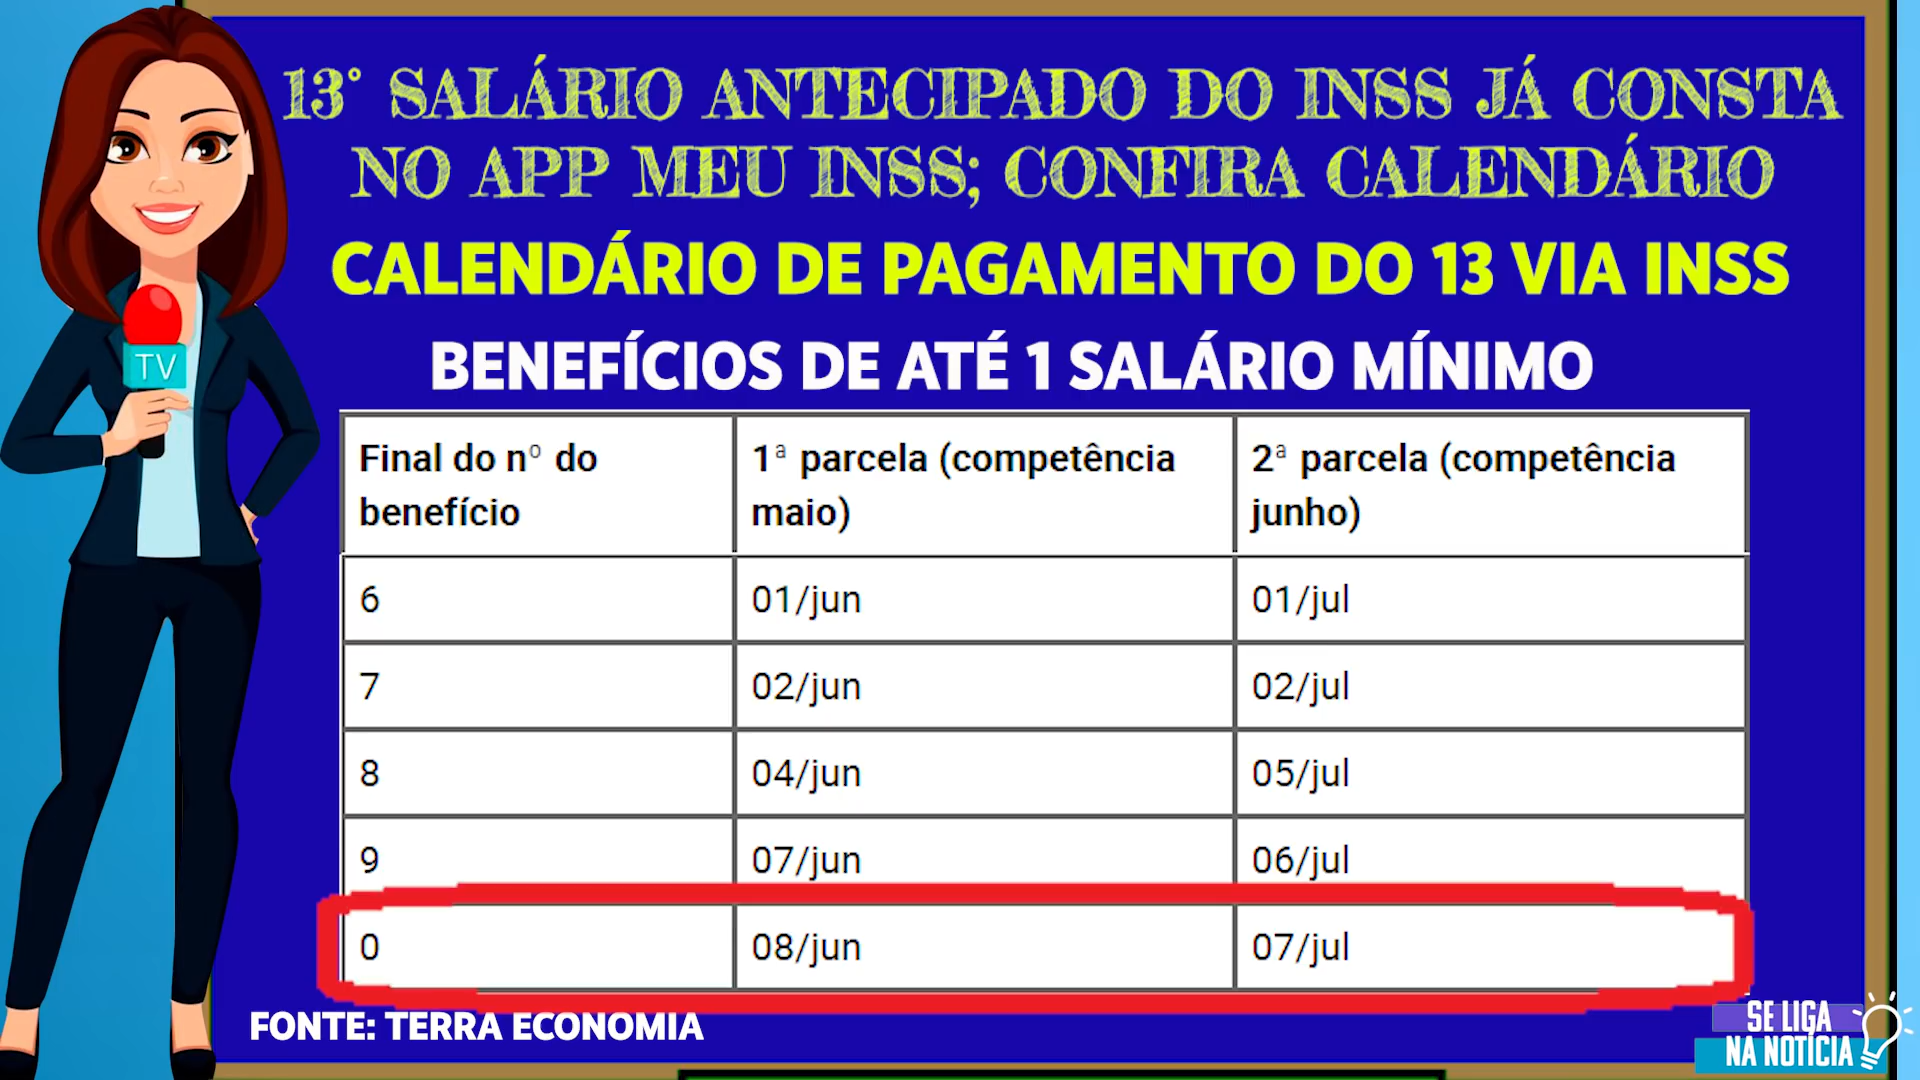 13° SALÁRIO ANTECIPADO DO INSS JÁ CONSTA
NO APP MEU INSS; CONFIRA CALENDÁRIO
CALENDÁRIO DE PAGAMENTO DO 13 VIA INSS
BENEFÍCIOS DE ATÉ 1 SALÁRIO MÍNIMO
TV
Final do nº do benefício
1ª parcela (competência maio)
2ª parcela (competência junho)
6 01/jun 01/jul
7 02/jun 02/jul
8 04/jun 05/jul
9 07/jun 06/jul
0 08/jun 07/jul
FONTE: TERRA ECONOMIA
SE LIGA
NA NOTÍCIA